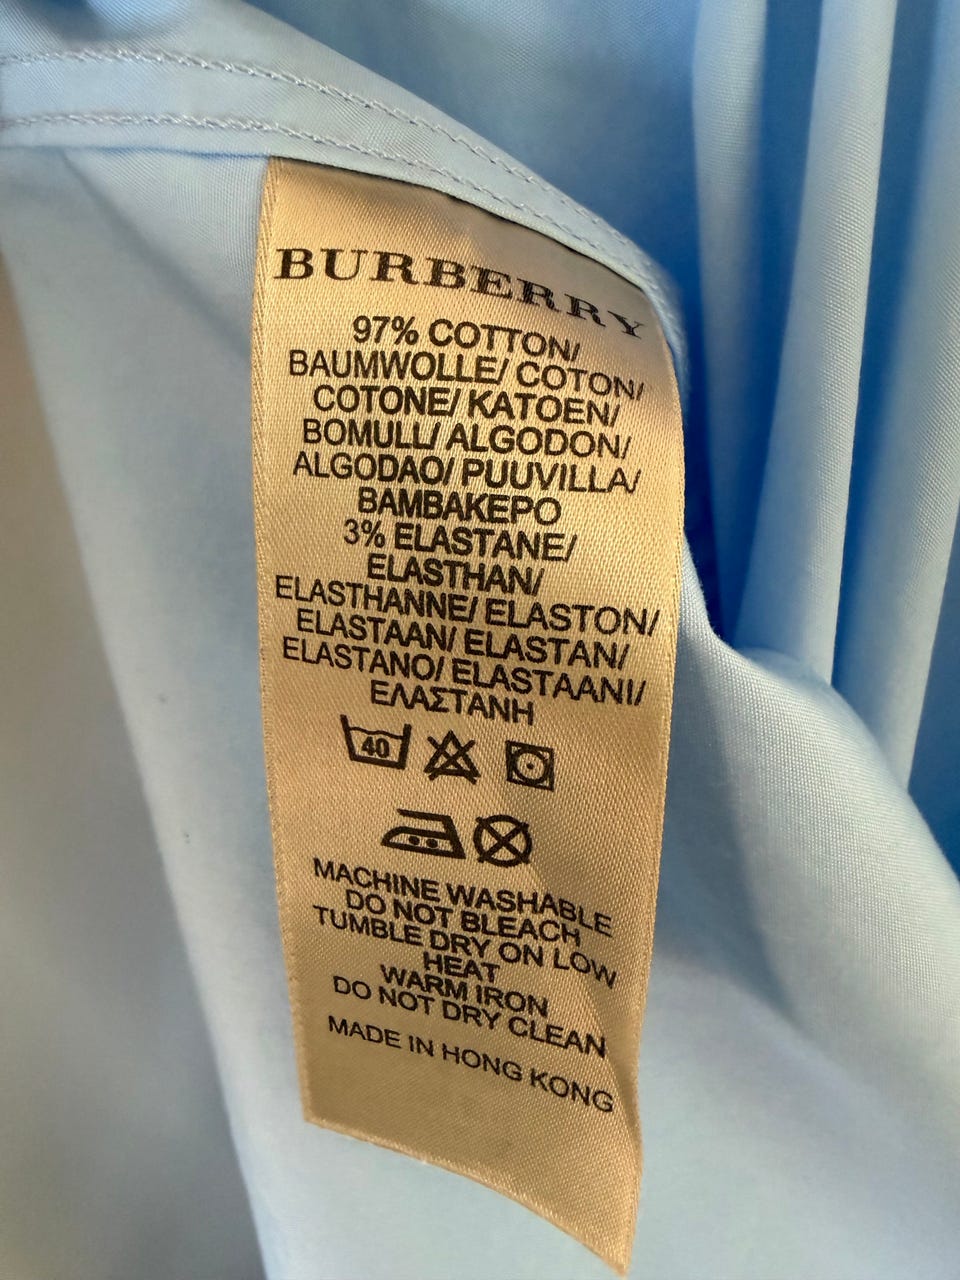 BURBERRY
97% COTTON/
BAUMWOLLE/ COTON/
COTONE/ KATOEN/
BOMULL/ ALGODON/
ALGODAO/ PUUVILLA/
BAMBAKEPO
3% ELASTANE/
ELASTHAN/
ELASTHANNE/ ELASTON/
ELASTAAN/ ELASTAN/
ELASTANO/ ELASTAANI/
ΕΛΑΣΤΑΝΗ
40
MACHINE WASHABLE
DO NOT BLEACH
TUMBLE DRY ON LOW
HEAT
WARM IRON
DO NOT DRY CLEAN
MADE IN HONG KONG